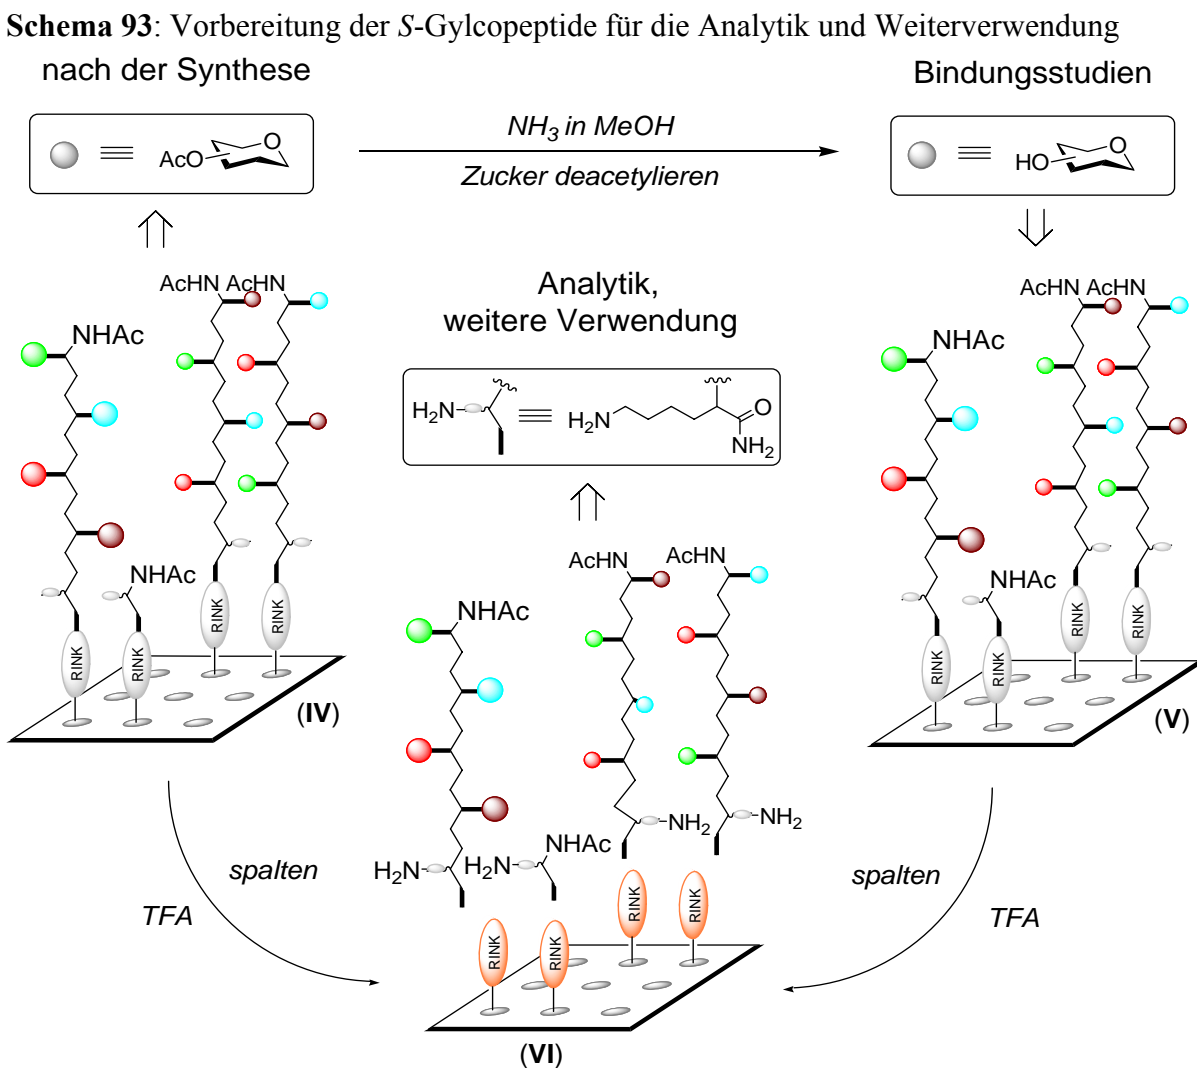 Schema 93: Vorbereitung der S-Gylcopeptide für die Analytik und Weiterverwendung
nach der Synthese
Bindungsstudien
AcO
O
NH3 in MeOH
Zucker deacetylieren
HO
O
AcHN
AcHN
NHAc
Analytik,
weitere Verwendung
AcHN
AcHN
NHAc
H2N
H2N
O
NH2
NHAc
RINK
RINK
RINK
RINK
(IV)
AcHN
AcHN
NHAc
NHAc
RINK
RINK
RINK
RINK
(V)
NH2
NH2
H2N
H2N
NHAc
spalten
TFA
spalten
TFA
RINK
RINK
RINK
RINK
(VI)